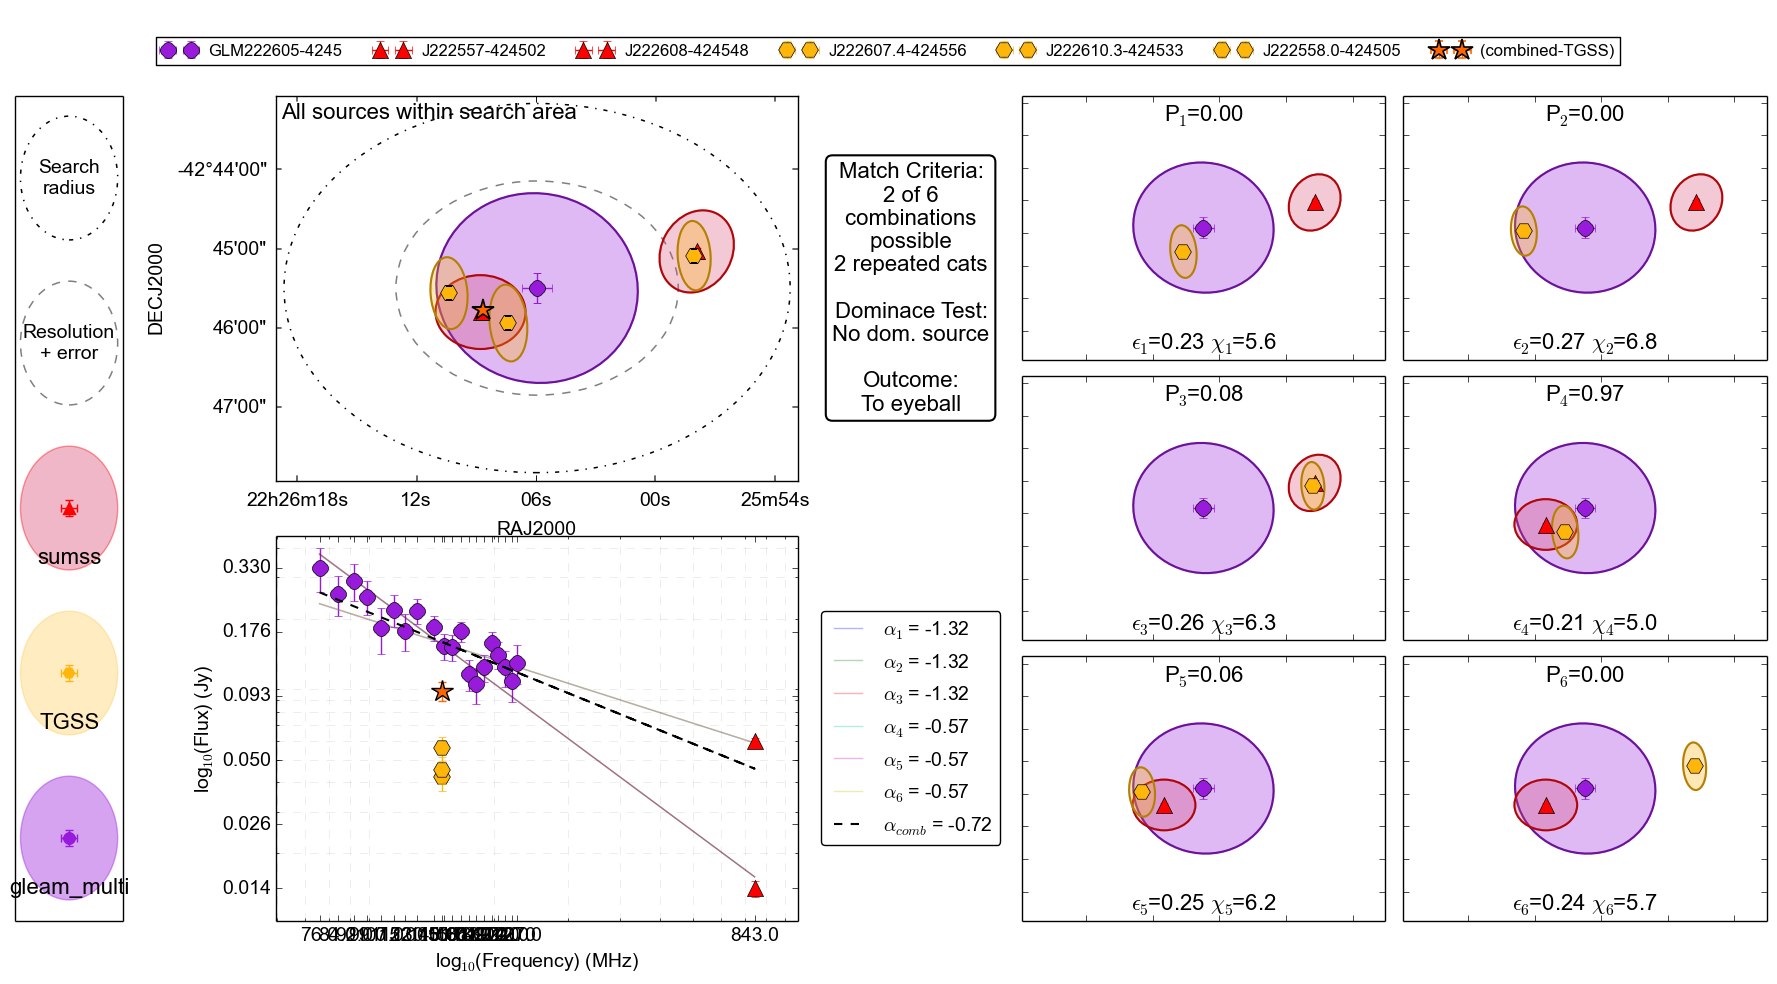 GLM222605-4245 J222557-424502 J222608-424548 J222607.4-424556 J222610.3-424533 J222558.0-424505 (combined-TGSS)
Search
radius
Resolution
+ error
sumss
TGSS
gleam_multi
All sources within search area
DECJ2000
-42°44'00"
45'00"
46'00"
47'00"
22h26m18s 12s 06s 00s 25m54s
RAJ2000
Match Criteria:
2 of 6
combinations
possible
2 repeated cats
Dominace Test:
No dom. source
Outcome:
To eyeball
log₁₀(Flux) (Jy)
0.330
0.176
0.093
0.050
0.026
0.014
843.0
log₁₀(Frequency) (MHz)
α₁ = -1.32
α₂ = -1.32
α₃ = -1.32
α₄ = -0.57
α₅ = -0.57
α₆ = -0.57
α_comb = -0.72
P₁=0.00
ϵ₁=0.23 χ₁=5.6
P₂=0.00
ϵ₂=0.27 χ₂=6.8
P₃=0.08
ϵ₃=0.26 χ₃=6.3
P₄=0.97
ϵ₄=0.21 χ₄=5.0
P₅=0.06
ϵ₅=0.25 χ₅=6.2
P₆=0.00
ϵ₆=0.24 χ₆=5.7